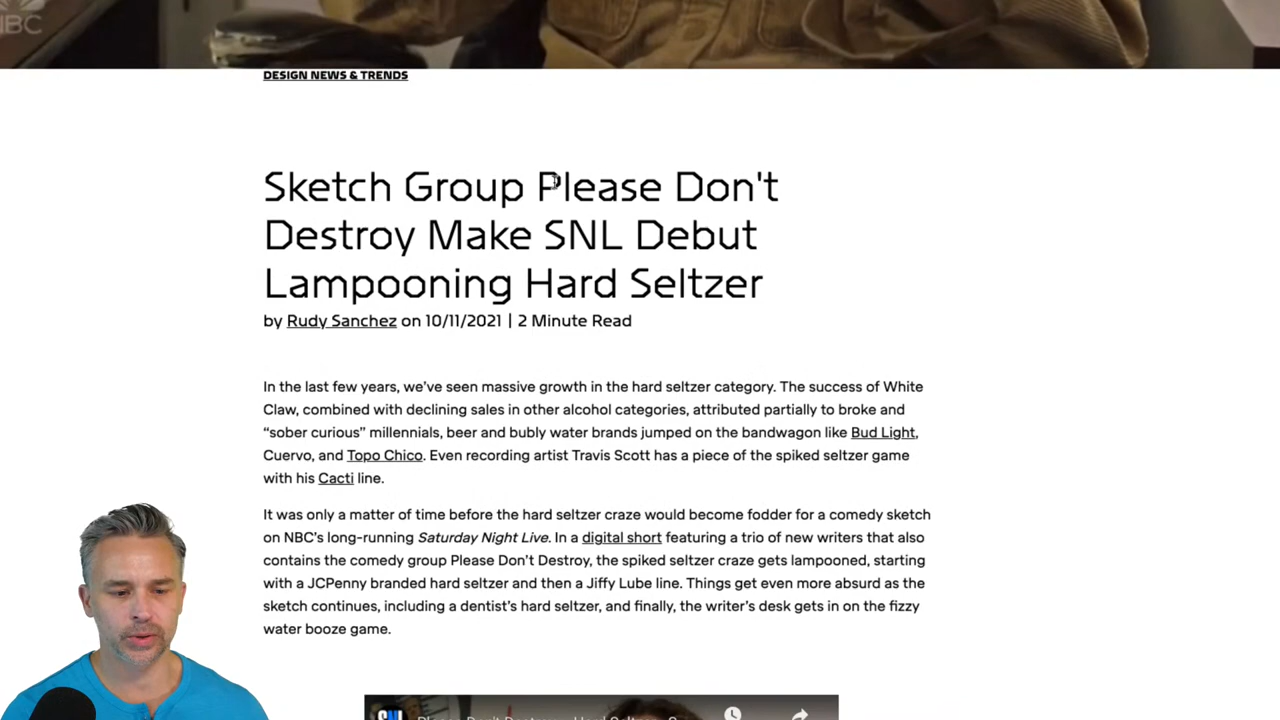 NBC
DESIGN NEWS & TRENDS
Sketch Group Please Don't
Destroy Make SNL Debut
Lampooning Hard Seltzer
by Rudy Sanchez on 10/11/2021 | 2 Minute Read
In the last few years, we've seen massive growth in the hard seltzer category. The success of White
Claw, combined with declining sales in other alcohol categories, attributed partially to broke and
“sober curious” millennials, beer and bubly water brands jumped on the bandwagon like Bud Light,
Cuervo, and Topo Chico. Even recording artist Travis Scott has a piece of the spiked seltzer game
with his Cacti line.
It was only a matter of time before the hard seltzer craze would become fodder for a comedy sketch
on NBC's long-running Saturday Night Live. In a digital short featuring a trio of new writers that also
contains the comedy group Please Don't Destroy, the spiked seltzer craze gets lampooned, starting
with a JCPenny branded hard seltzer and then a Jiffy Lube line. Things get even more absurd as the
sketch continues, including a dentist's hard seltzer, and finally, the writer's desk gets in on the fizzy
water booze game.